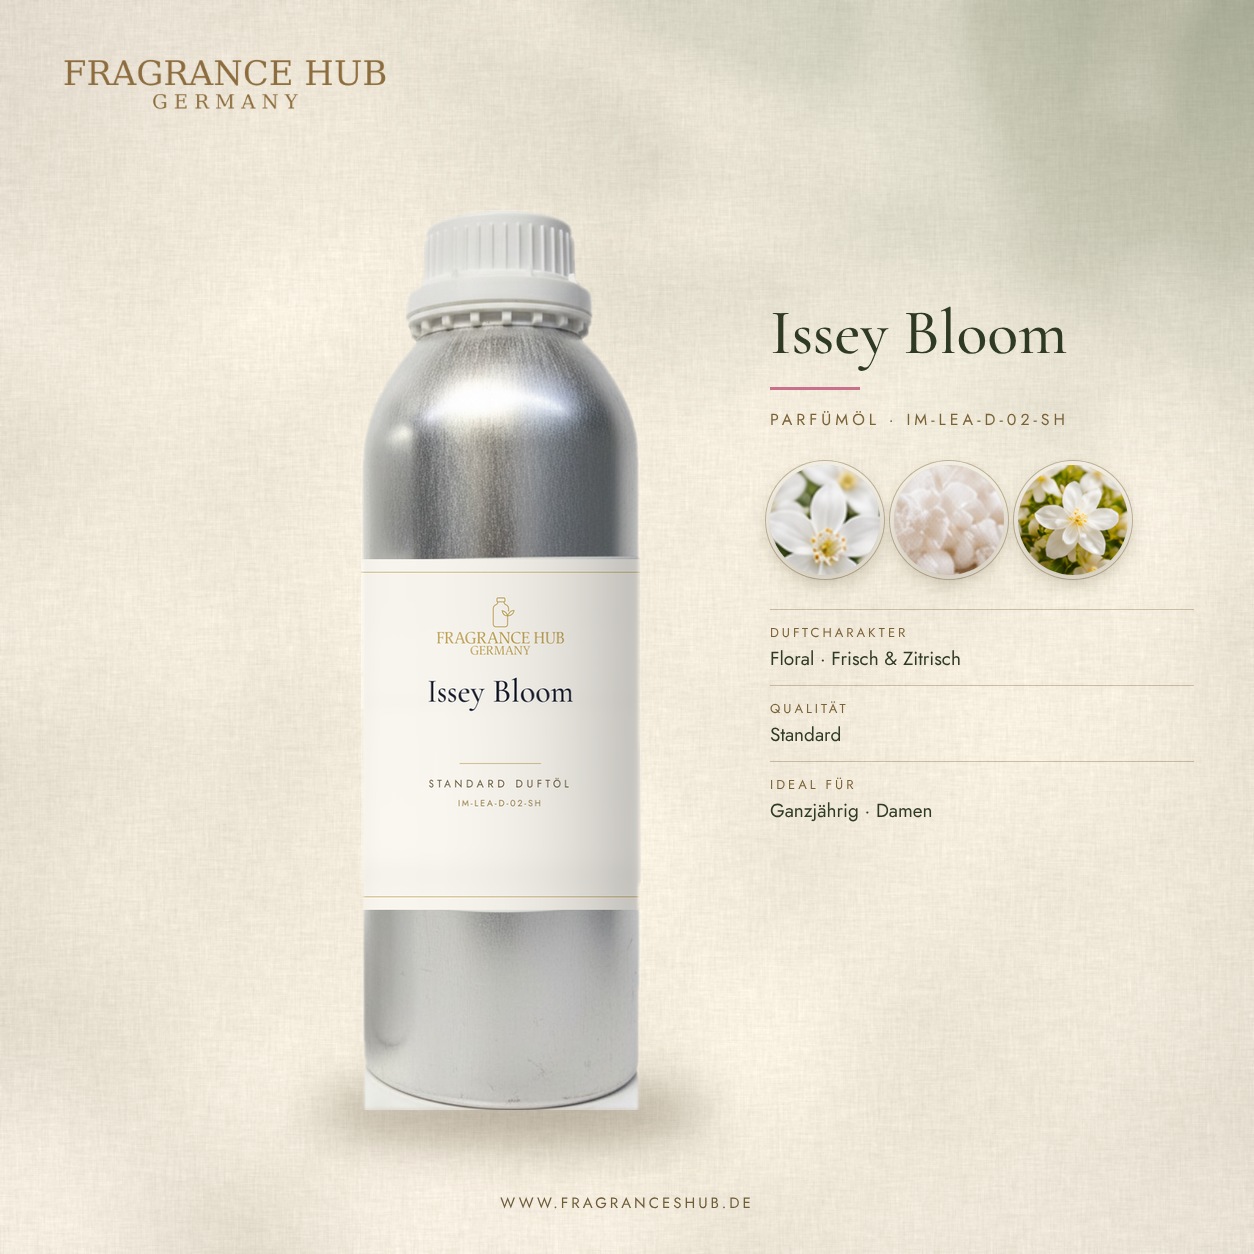 FRAGRANCE HUB
GERMANY
FRAGRANCE HUB
GERMANY
Issey Bloom
STANDARD DUFTÖL
IM-LEA-D-02-SH
Issey Bloom
PARFÜMÖL · IM-LEA-D-02-SH
DUFTCHARAKTER
Floral · Frisch & Zitrisch
QUALITÄT
Standard
IDEAL FÜR
Ganzjährig · Damen
WWW.FRAGRANCESHUB.DE